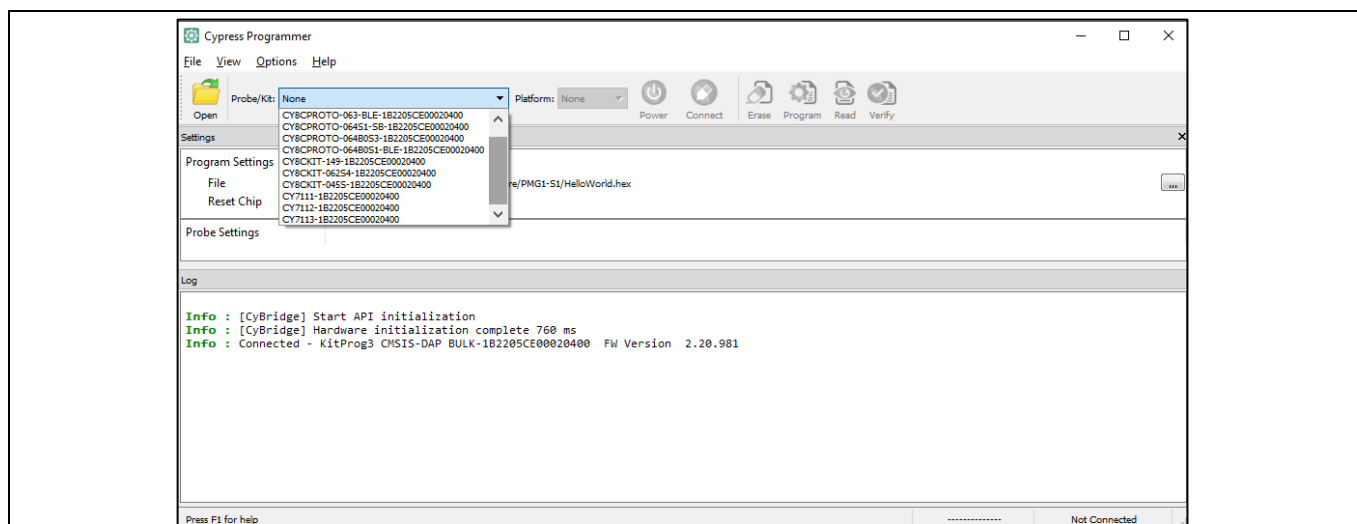 Cypress Programmer
File View Options Help
Open
Probe/Kit: None
Platform: None
Power Connect Erase Program Read Verify
CY8CPROTO-063-BLE-1B2205CE00020400
CY8CPROTO-064S1-SB-1B2205CE00020400
CY8CPROTO-064B0S3-1B2205CE00020400
CY8CPROTO-064B0S1-BLE-1B2205CE00020400
CY8CKIT-149-1B2205CE00020400
CY8CKIT-062S4-1B2205CE00020400
CY8CKIT-045S-1B2205CE00020400
CY7111-1B2205CE00020400
CY7112-1B2205CE00020400
CY7113-1B2205CE00020400
Settings
Program Settings
File
re/PMG1-S1/HelloWorld.hex
...
Reset Chip
Probe Settings
Log
Info : [CyBridge] Start API initialization
Info : [CyBridge] Hardware initialization complete 760 ms
Info : Connected - KitProg3 CMSIS-DAP BULK-1B2205CE00020400 FW Version 2.20.981
Press F1 for help
-------------
Not Connected